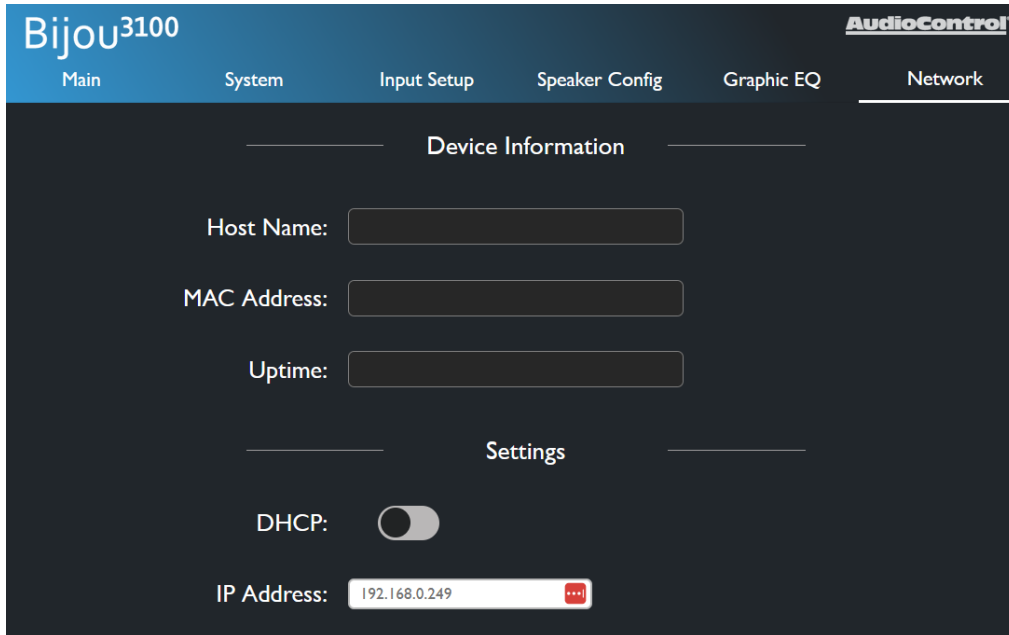 Bijou3100
AudioControl
Main System Input Setup Speaker Config Graphic EQ Network
Device Information
Host Name:
MAC Address:
Uptime:
Settings
DHCP:
IP Address: 192.168.0.249